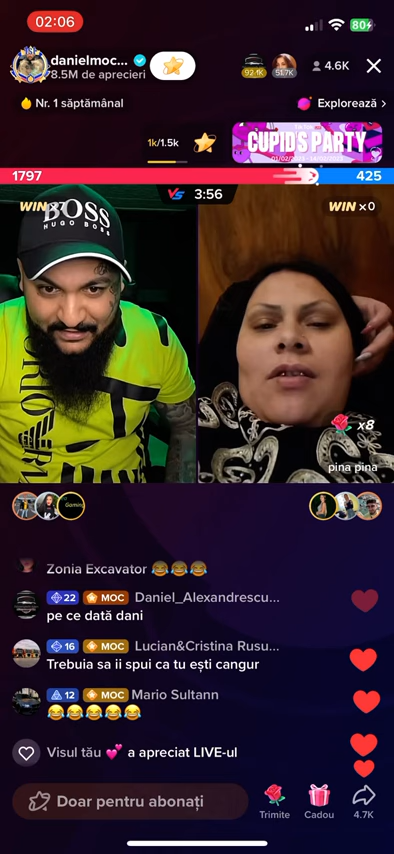 02:06
80
danielmoc...
8.5M de aprecieri
92.1K
51.7K
4.6K
Nr. 1 săptămânal
Explorează
1k/1.5k
CUPID'S PARTY
1797
VS
3:56
425
WIN
BOSS
HUGO BOSS
WIN x0
x8
pina pina
Gaming
Zonia Excavator 😂😂😂
22 MOC Daniel_Alexandrescu...
pe ce dată dani
16 MOC Lucian&Cristina Rusu...
Trebuia sa ii spui ca tu ești cangur
12 MOC Mario Sultann
😂😂😂😂😂
Visul tău 💕 a apreciat LIVE-ul
Doar pentru abonați
Trimite
Cadou
4.7K